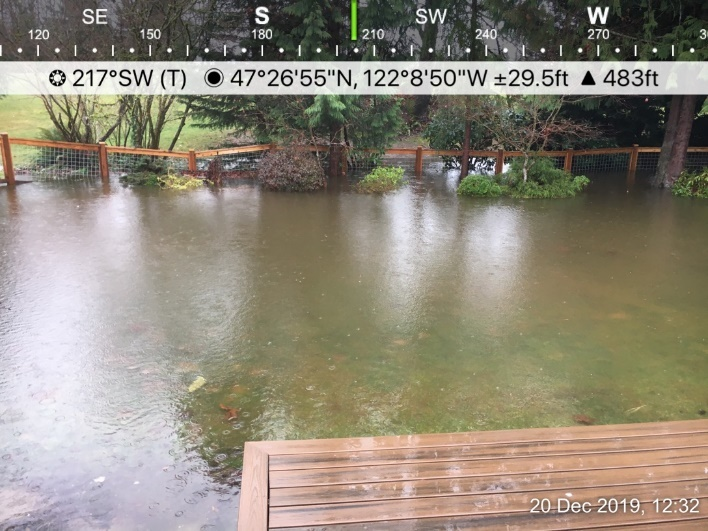 SE S SW W
120 150 180 210 240 270 30
217°SW (T) 47°26'55"N, 122°8'50"W ±29.5ft ▲ 483ft
20 Dec 2019, 12:32